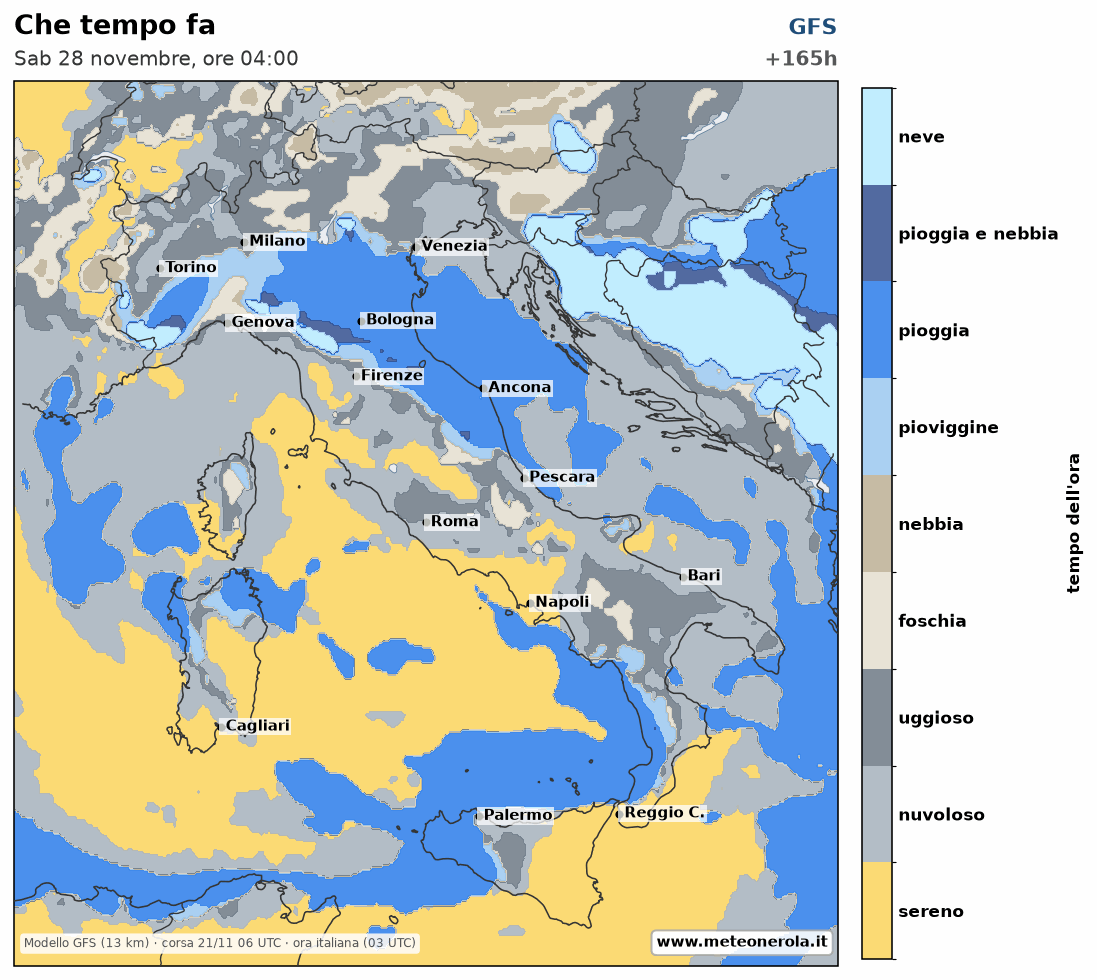 Che tempo fa
GFS
Sab 28 novembre, ore 04:00
+165h
neve
pioggia e nebbia
pioggia
pioviggine
nebbia
foschia
uggioso
nuvoloso
sereno
tempo dell'ora
Milano
Venezia
Torino
Genova
Bologna
Firenze
Ancona
Pescara
Roma
Bari
Napoli
Cagliari
Palermo
Reggio C.
Modello GFS (13 km) · corsa 21/11 06 UTC · ora italiana (03 UTC)
www.meteonerola.it